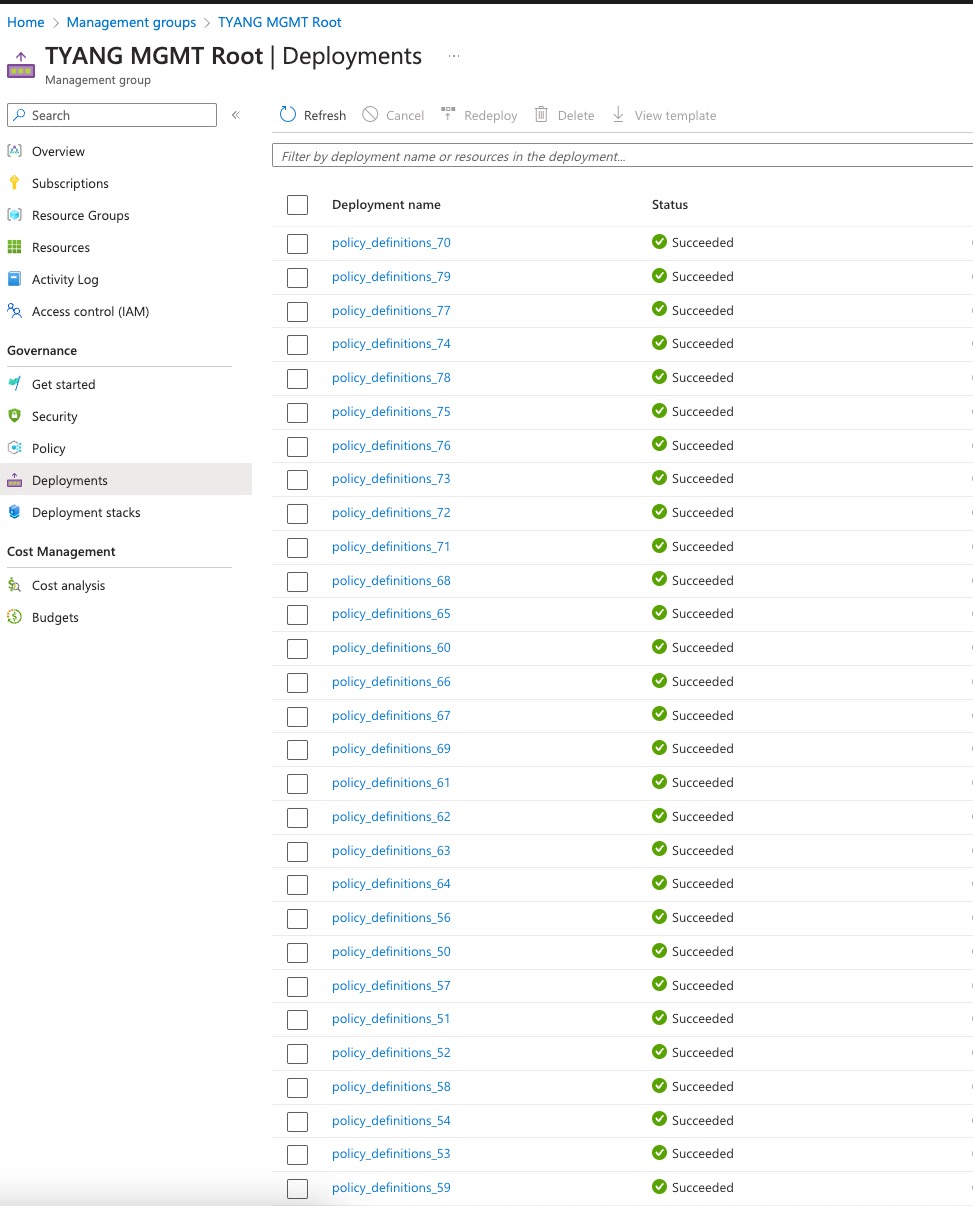 Home > Management groups > TYANG MGMT Root
TYANG MGMT Root | Deployments ...
Management group
Search «
Overview
Subscriptions
Resource Groups
Resources
Activity Log
Access control (IAM)
Governance
Get started
Security
Policy
Deployments
Deployment stacks
Cost Management
Cost analysis
Budgets
Refresh Cancel Redeploy Delete View template
Filter by deployment name or resources in the deployment...
Deployment name Status
policy_definitions_70 Succeeded
policy_definitions_79 Succeeded
policy_definitions_77 Succeeded
policy_definitions_74 Succeeded
policy_definitions_78 Succeeded
policy_definitions_75 Succeeded
policy_definitions_76 Succeeded
policy_definitions_73 Succeeded
policy_definitions_72 Succeeded
policy_definitions_71 Succeeded
policy_definitions_68 Succeeded
policy_definitions_65 Succeeded
policy_definitions_60 Succeeded
policy_definitions_66 Succeeded
policy_definitions_67 Succeeded
policy_definitions_69 Succeeded
policy_definitions_61 Succeeded
policy_definitions_62 Succeeded
policy_definitions_63 Succeeded
policy_definitions_64 Succeeded
policy_definitions_56 Succeeded
policy_definitions_50 Succeeded
policy_definitions_57 Succeeded
policy_definitions_51 Succeeded
policy_definitions_52 Succeeded
policy_definitions_58 Succeeded
policy_definitions_54 Succeeded
policy_definitions_53 Succeeded
policy_definitions_59 Succeeded